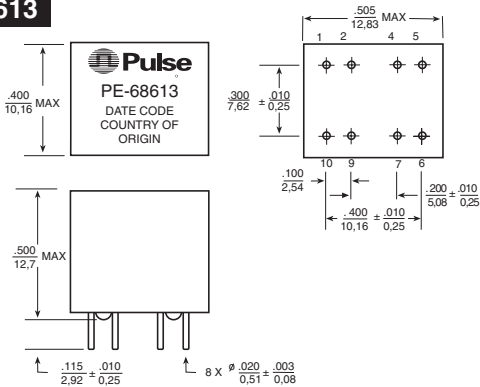 613
Pulse
PE-68613
DATE CODE
COUNTRY OF
ORIGIN
.400
10,16 MAX
.505
12,83 MAX
1 2 4 5
.300 ± .010
7,62 0,25
10 9 7 6
.100
2,54
.200 ± .010
5,08 0,25
.400 ± .010
10,16 0,25
.500
12,7 MAX
.115 ± .010
2,92 0,25
8 X ø .020 ± .003
0,51 0,08